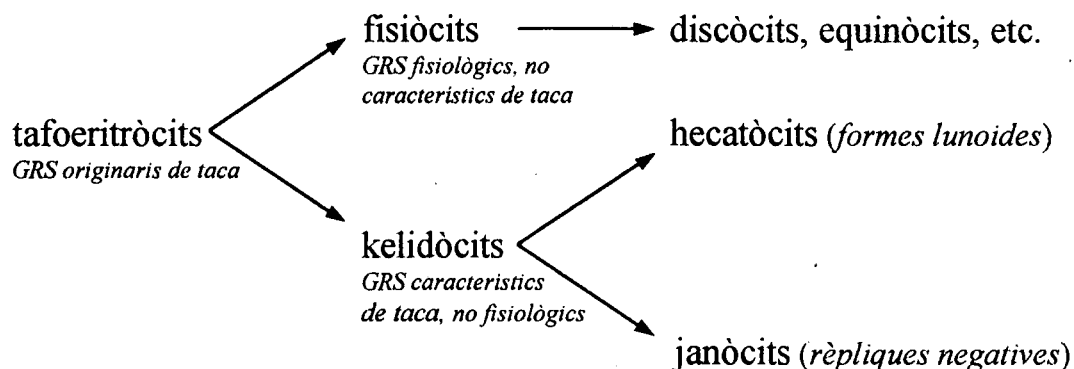 fisiòcits
GRS fisiològics, no
característics de taca
discòcits, equinòcits, etc.
tafoeritròcits
GRS originaris de taca
hecatòcits (formes lunoides)
kelidòcits
GRS caracteristics
de taca, no fisiològics
janòcits (rèpliques negatives)